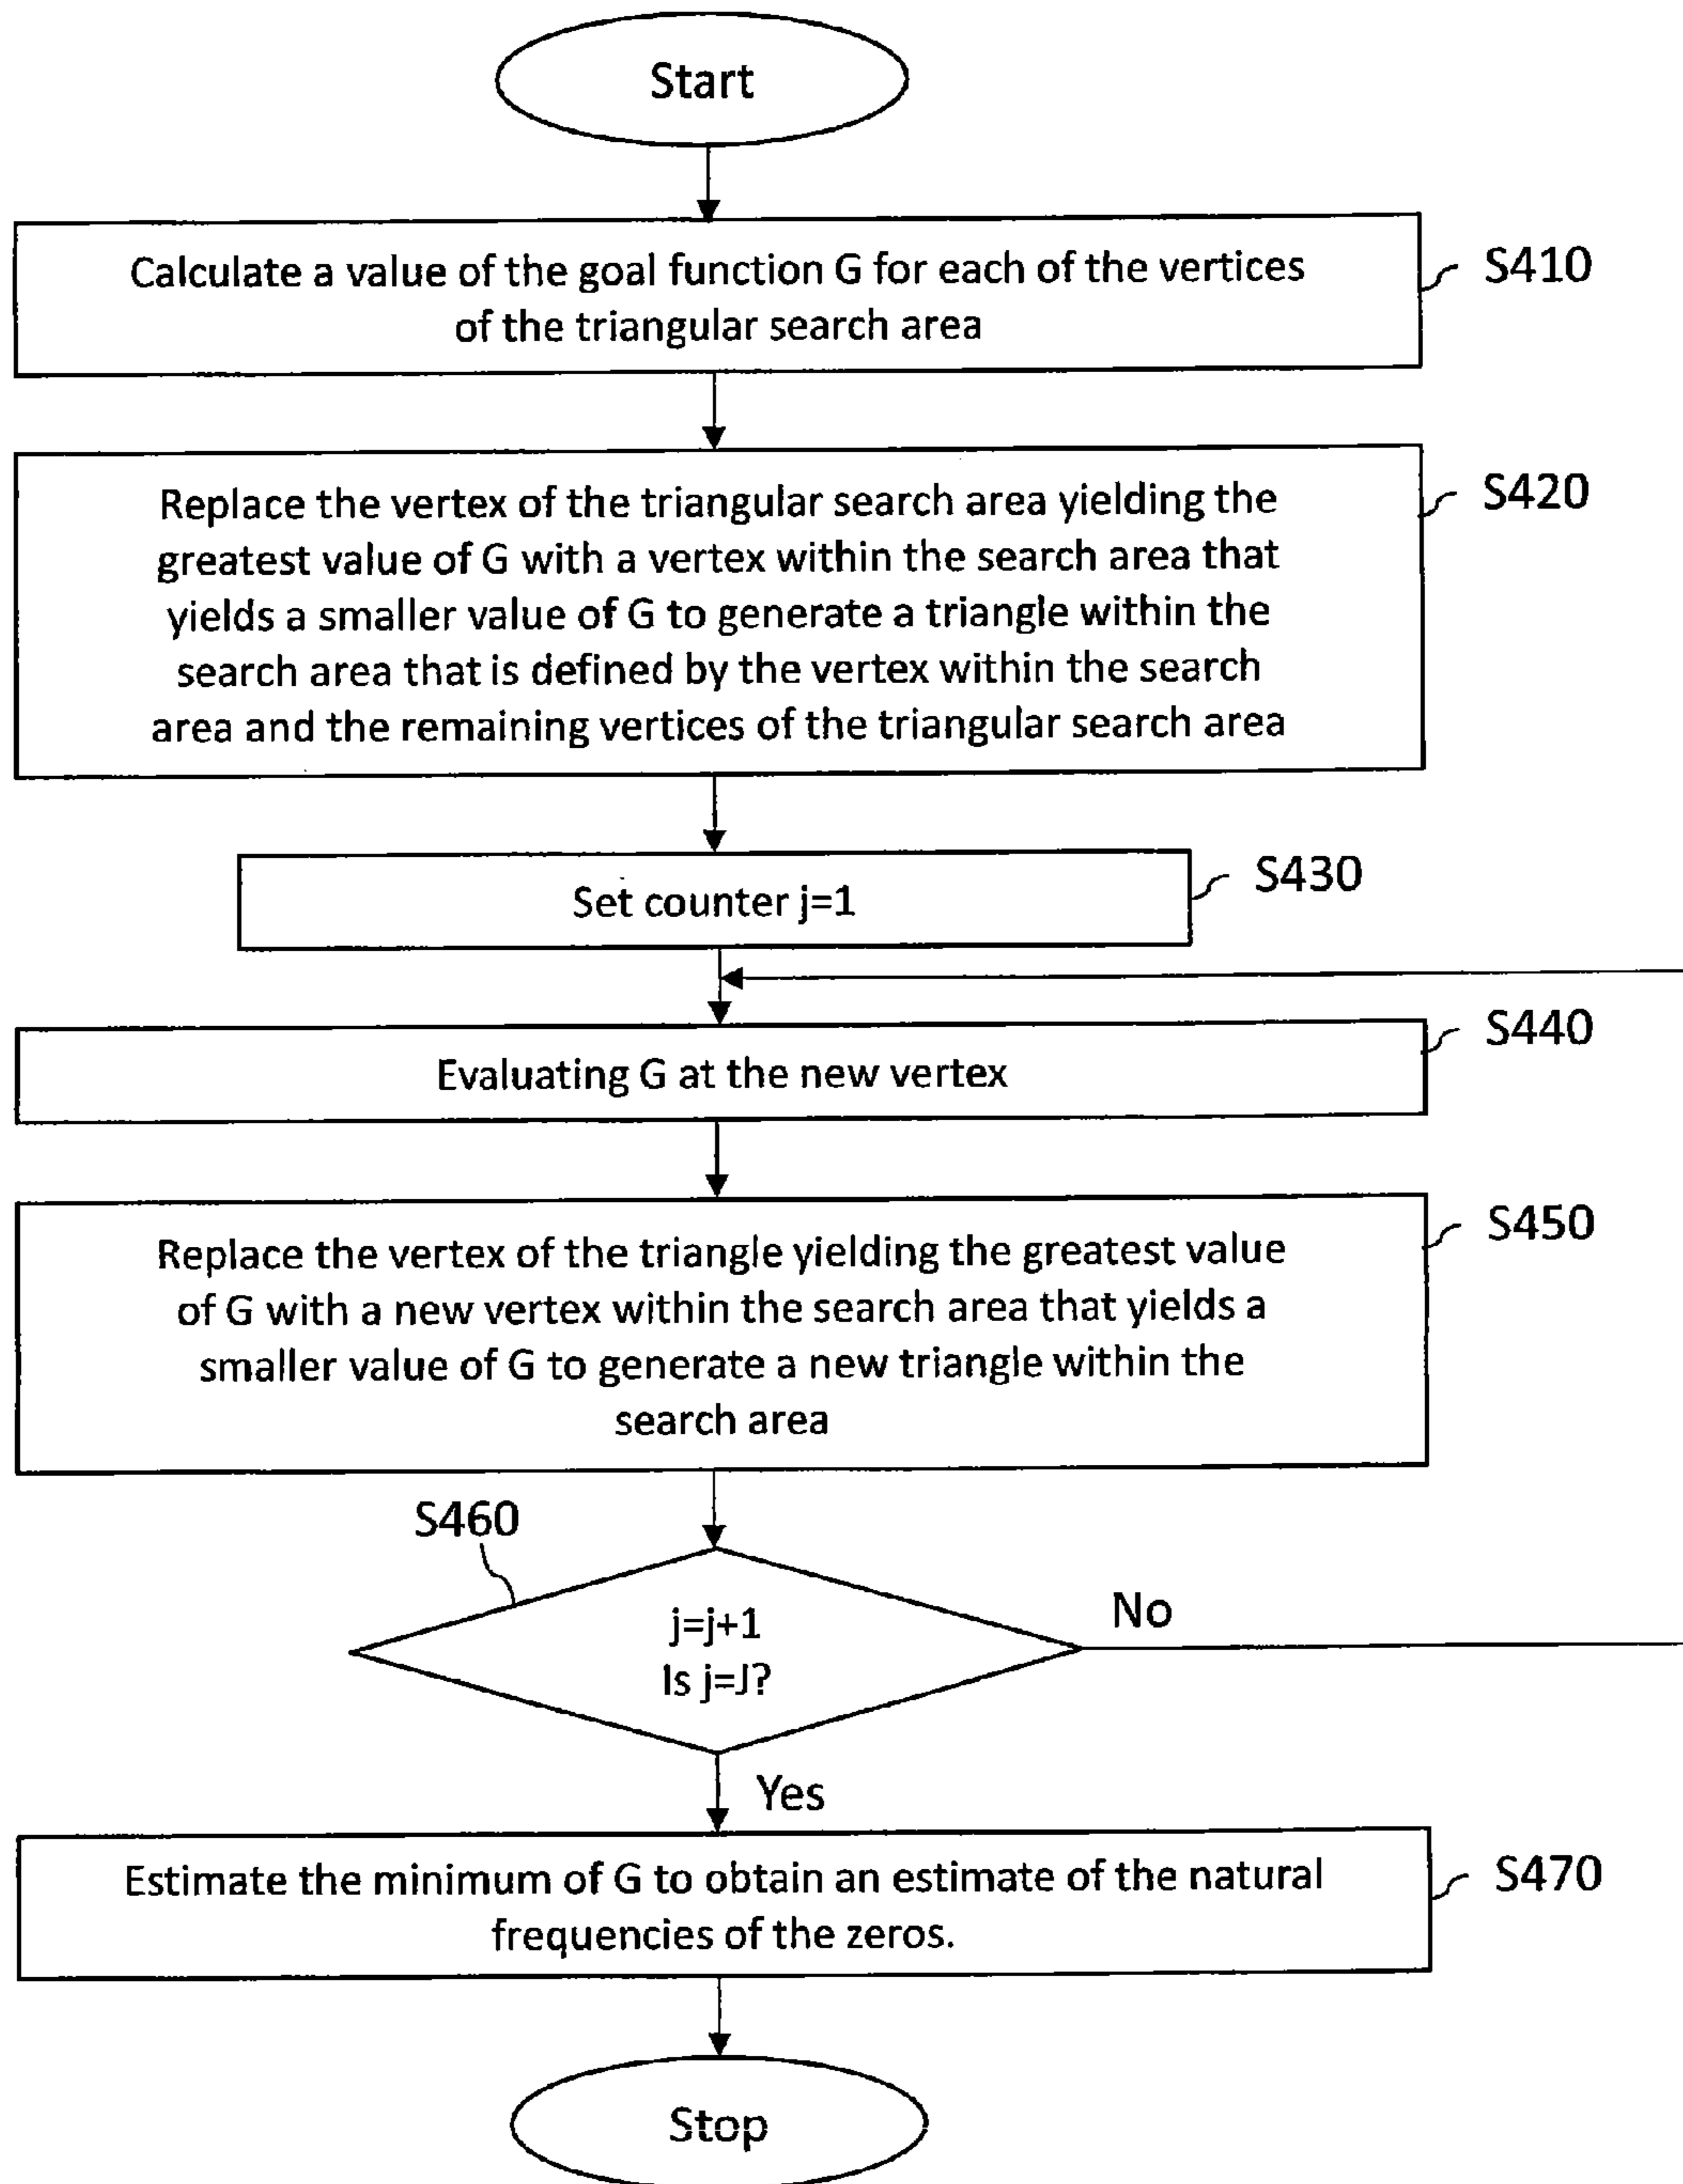 Start
Calculate a value of the goal function G for each of the vertices
of the triangular search area
S410
Replace the vertex of the triangular search area yielding the
greatest value of G with a vertex within the search area that
yields a smaller value of G to generate a triangle within the
search area that is defined by the vertex within the search
area and the remaining vertices of the triangular search area
S420
Set counter j=1
S430
Evaluating G at the new vertex
S440
Replace the vertex of the triangle yielding the greatest value
of G with a new vertex within the search area that yields a
smaller value of G to generate a new triangle within the
search area
S450
S460
j=j+1
Is j=J?
No
Yes
Estimate the minimum of G to obtain an estimate of the natural
frequencies of the zeros.
S470
Stop